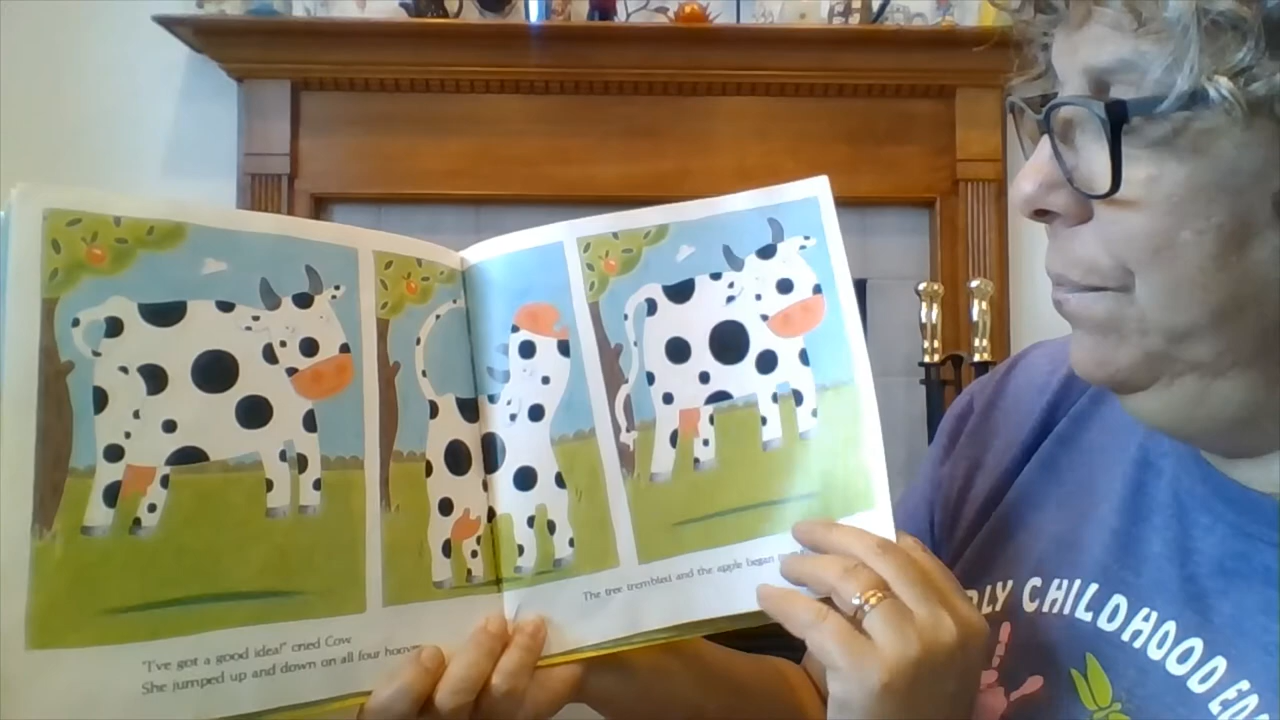 "I've got a good idea!" cried Cow
She jumped up and down on all four hooves
The tree trembled and the apple began
CHILDHOOD